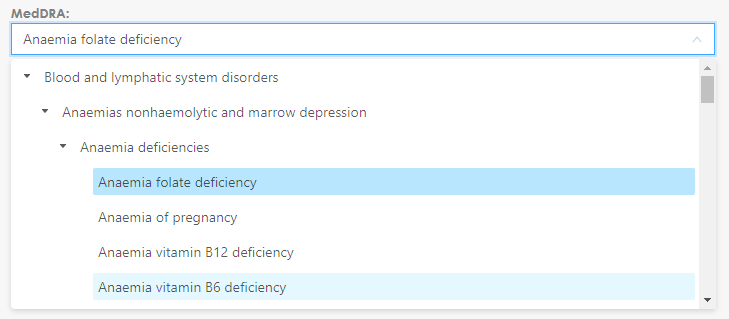 MedDRA:
Anaemia folate deficiency
Blood and lymphatic system disorders
Anaemias nonhaemolytic and marrow depression
Anaemia deficiencies
Anaemia folate deficiency
Anaemia of pregnancy
Anaemia vitamin B12 deficiency
Anaemia vitamin B6 deficiency